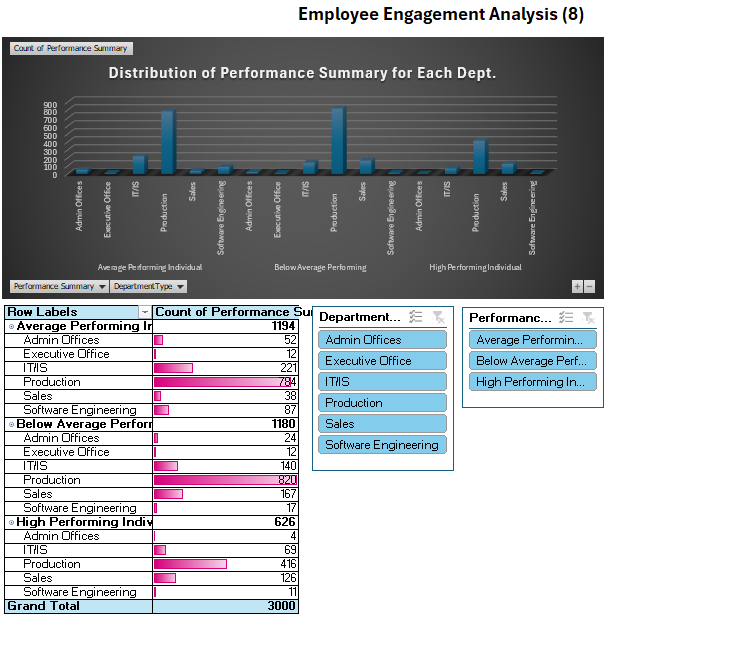 Employee Engagement Analysis (8)
Count of Performance Summary
Distribution of Performance Summary for Each Dept.
900
800
700
600
500
400
300
200
100
0
Admin Offices
Executive Office
IT/IS
Production
Sales
Software Engineering
Admin Offices
Executive Office
IT/IS
Production
Sales
Software Engineering
Admin Offices
IT/IS
Production
Sales
Software Engineering
Average Performing Individual
Below Average Performing
High Performing Individual
Performance Summary
DepartmentType
+ −
Row Labels Count of Performance Su
Average Performing Ir 1194
Admin Offices 52
Executive Office 12
IT/IS 221
Production 784
Sales 38
Software Engineering 87
Below Average Perforr 1180
Admin Offices 24
Executive Office 12
IT/IS 140
Production 820
Sales 167
Software Engineering 17
High Performing Indiv 626
Admin Offices 4
IT/IS 69
Production 416
Sales 126
Software Engineering 11
Grand Total 3000
Department...
Admin Offices
Executive Office
IT/IS
Production
Sales
Software Engineering
Performanc...
Average Performin...
Below Average Perf...
High Performing In...